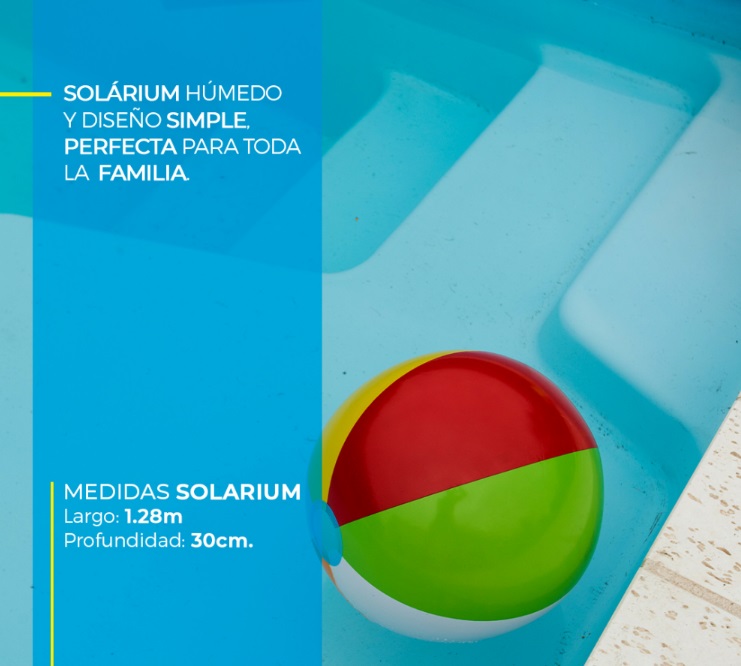 SOLÁRIUM HÚMEDO
Y DISEÑO SIMPLE,
PERFECTA PARA TODA
LA FAMILIA.
MEDIDAS SOLARIUM
Largo: 1.28m
Profundidad: 30cm.